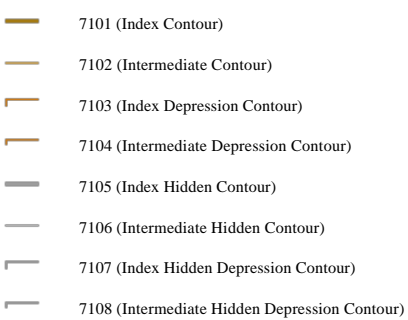 7101 (Index Contour)
7102 (Intermediate Contour)
7103 (Index Depression Contour)
7104 (Intermediate Depression Contour)
7105 (Index Hidden Contour)
7106 (Intermediate Hidden Contour)
7107 (Index Hidden Depression Contour)
7108 (Intermediate Hidden Depression Contour)